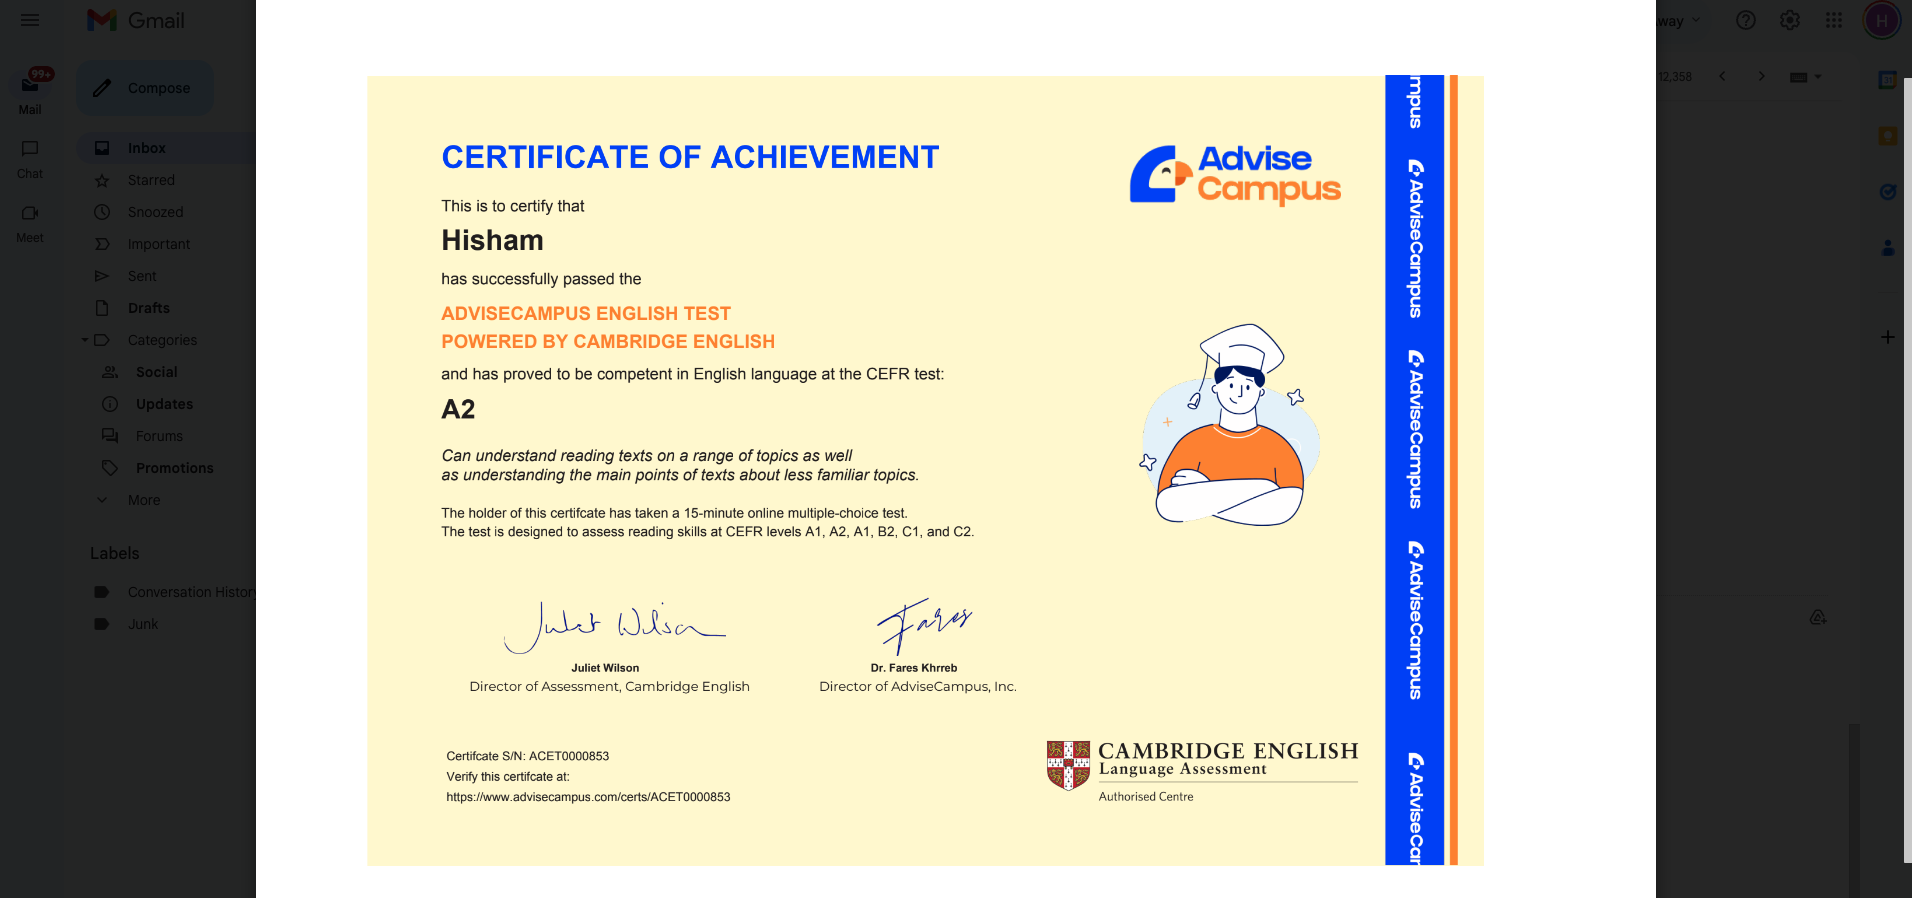 Gmail
99+
Mail
Chat
Meet
Compose
Inbox
Starred
Snoozed
Important
Sent
Drafts
Categories
Social
Updates
Forums
Promotions
More
Labels
Conversation History
Junk
CERTIFICATE OF ACHIEVEMENT
This is to certify that
Hisham
has successfully passed the
ADVISECAMPUS ENGLISH TEST
POWERED BY CAMBRIDGE ENGLISH
and has proved to be competent in English language at the CEFR test:
A2
Can understand reading texts on a range of topics as well
as understanding the main points of texts about less familiar topics.
The holder of this certifcate has taken a 15-minute online multiple-choice test.
The test is designed to assess reading skills at CEFR levels A1, A2, A1, B2, C1, and C2.
Juliet Wilson
Juliet Wilson
Director of Assessment, Cambridge English
Fares
Dr. Fares Khrreb
Director of AdviseCampus, Inc.
Certifcate S/N: ACET0000853
Verify this certifcate at:
https://www.advisecampus.com/certs/ACET0000853
Advise
Campus
CAMBRIDGE ENGLISH
Language Assessment
Authorised Centre
mpus
AdviseCampus
AdviseCampus
AdviseCampus
AdviseCar
way
H
12,358
31